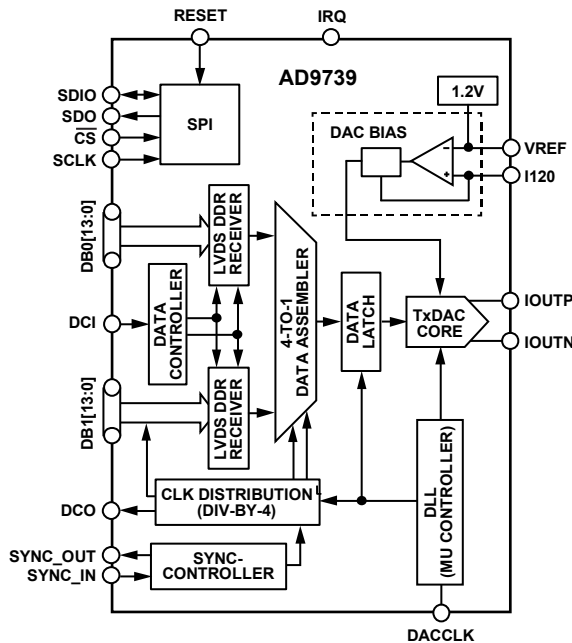 RESET
IRQ
AD9739
1.2V
SDIO
SDO
CS
SCLK
SPI
DAC BIAS
VREF
I120
DB0[13:0]
LVDS DDR
RECEIVER
DCI
DATA
CONTROLLER
4-TO-1
DATA ASSEMBLER
DATA
LATCH
TxDAC
CORE
IOUTP
IOUTN
DB1[13:0]
LVDS DDR
RECEIVER
DCO
CLK DISTRIBUTION
(DIV-BY-4)
DLL
(MU CONTROLLER)
SYNC_OUT
SYNC_IN
SYNC-
CONTROLLER
DACCLK